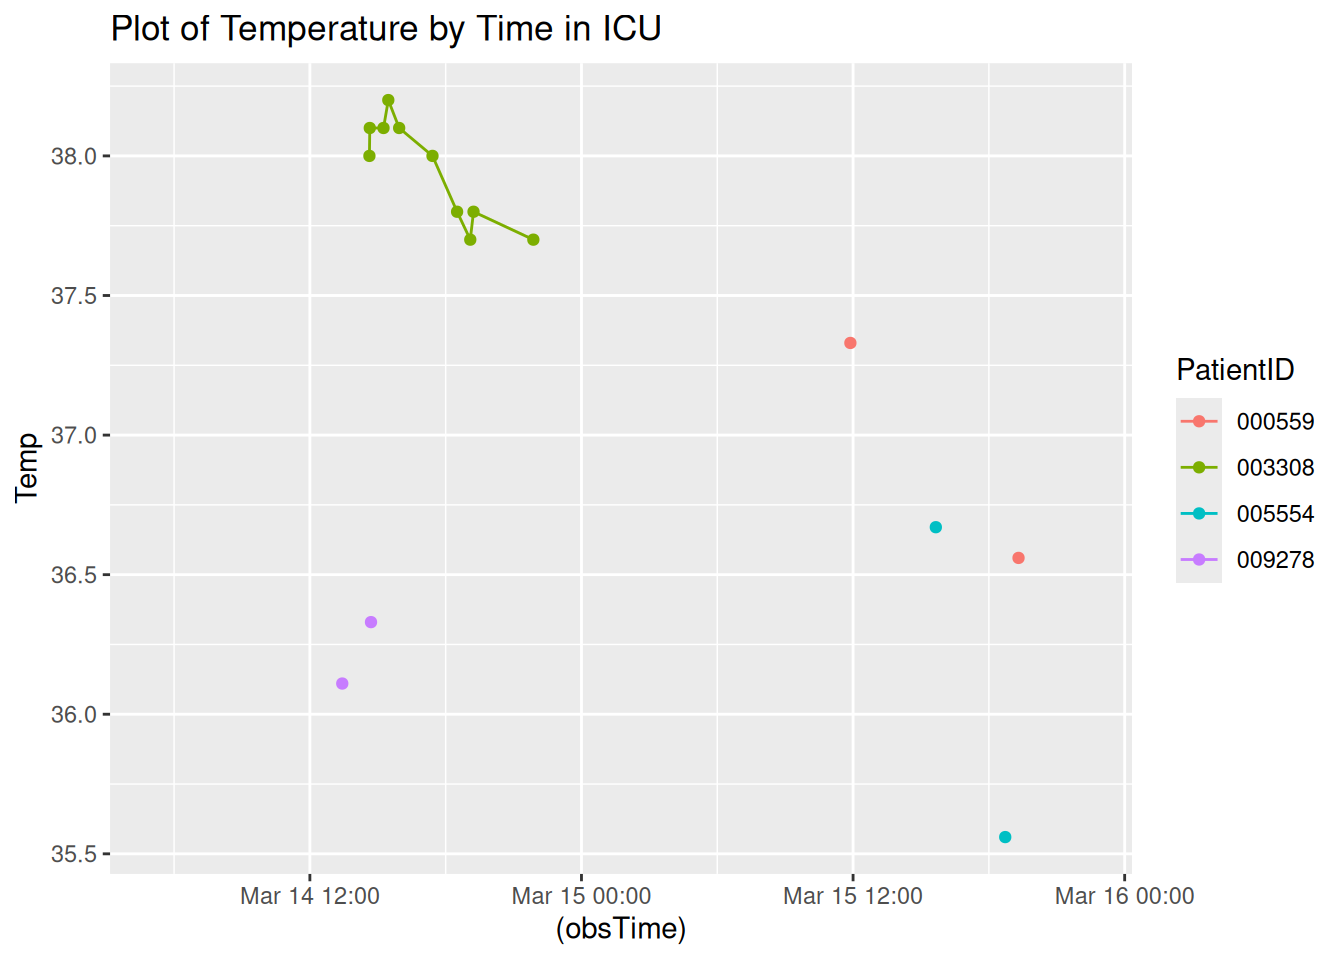 Plot of Temperature by Time in ICU
38.0
37.5
37.0
36.5
36.0
35.5
Temp
Mar 14 12:00
Mar 15 00:00
Mar 15 12:00
Mar 16 00:00
(obsTime)
PatientID
000559
003308
005554
009278